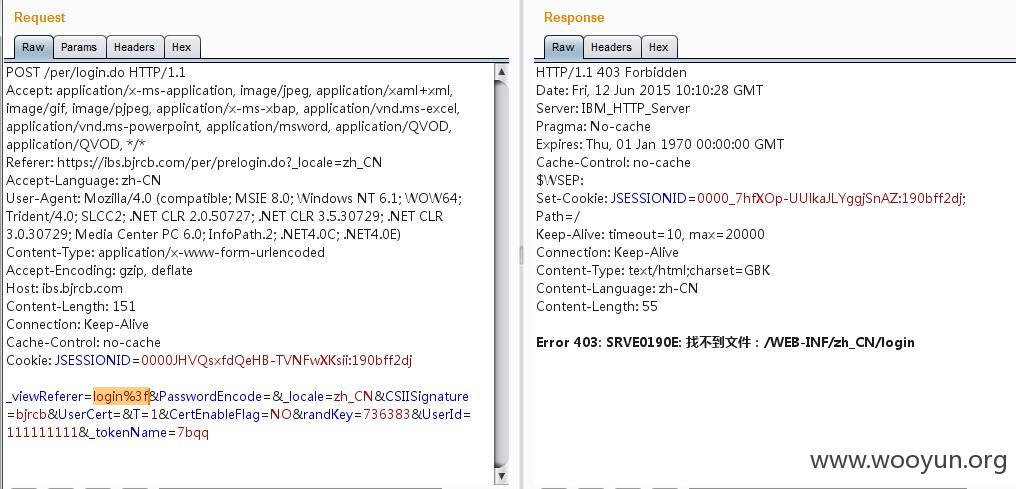 Request
Raw Params Headers Hex
POST /per/login.do HTTP/1.1
Accept: application/x-ms-application, image/jpeg, application/xaml+xml,
image/gif, image/pjpeg, application/x-ms-xbap, application/vnd.ms-excel,
application/vnd.ms-powerpoint, application/msword, application/QVOD,
application/QVOD, */*
Referer: https://ibs.bjrcb.com/per/prelogin.do?_locale=zh_CN
Accept-Language: zh-CN
User-Agent: Mozilla/4.0 (compatible; MSIE 8.0; Windows NT 6.1; WOW64;
Trident/4.0; SLCC2; .NET CLR 2.0.50727; .NET CLR 3.5.30729; .NET CLR
3.0.30729; Media Center PC 6.0; InfoPath.2; .NET4.0C; .NET4.0E)
Content-Type: application/x-www-form-urlencoded
Accept-Encoding: gzip, deflate
Host: ibs.bjrcb.com
Content-Length: 151
Connection: Keep-Alive
Cache-Control: no-cache
Cookie: JSESSIONID=0000JHVQsxfdQeHB-TVNFwXKsii:190bff2dj
_viewReferer=login%3f&PasswordEncode=&_locale=zh_CN&CSIISignature
=bjrcb&UserCert=&T=1&CertEnableFlag=NO&randKey=736383&UserId=
111111111&_tokenName=7bqq
Response
Raw Headers Hex
HTTP/1.1 403 Forbidden
Date: Fri, 12 Jun 2015 10:10:28 GMT
Server: IBM_HTTP_Server
Pragma: No-cache
Expires: Thu, 01 Jan 1970 00:00:00 GMT
Cache-Control: no-cache
$WSEP:
Set-Cookie: JSESSIONID=0000_7hfXOp-UUlkaJLYggjSnAZ:190bff2dj;
Path=/
Keep-Alive: timeout=10, max=20000
Connection: Keep-Alive
Content-Type: text/html;charset=GBK
Content-Language: zh-CN
Content-Length: 55
Error 403: SRVE0190E: 找不到文件：/WEB-INF/zh_CN/login
www.wooyun.org